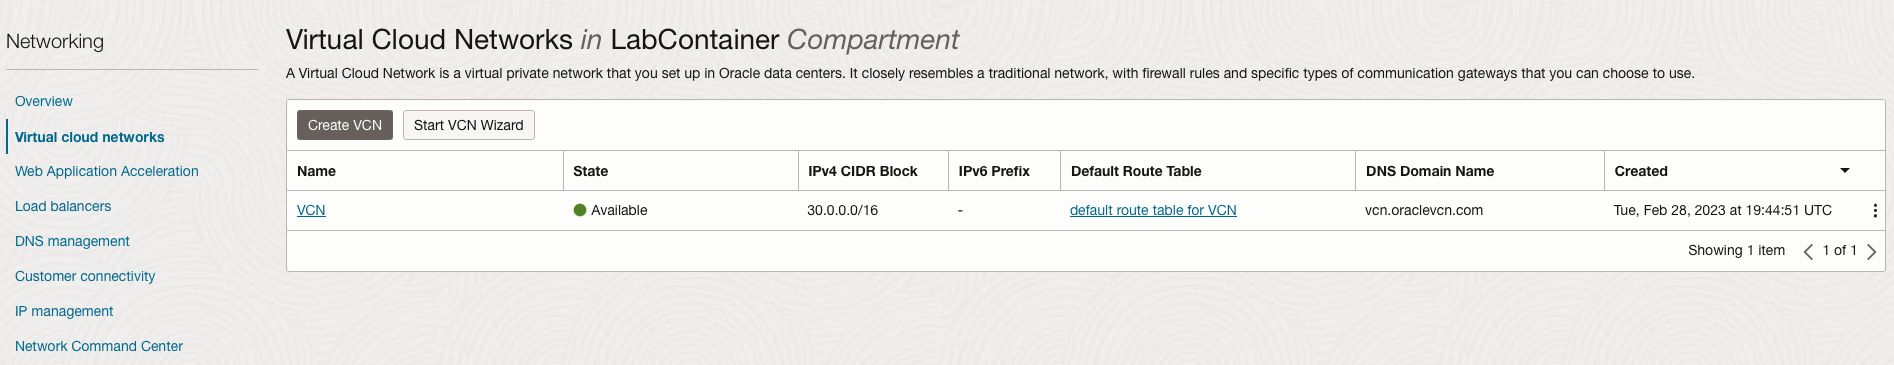 Networking
Overview
Virtual cloud networks
Web Application Acceleration
Load balancers
DNS management
Customer connectivity
IP management
Network Command Center
Virtual Cloud Networks in LabContainer Compartment
A Virtual Cloud Network is a virtual private network that you set up in Oracle data centers. It closely resembles a traditional network, with firewall rules and specific types of communication gateways that you can choose to use.
Create VCN Start VCN Wizard
Name State IPv4 CIDR Block IPv6 Prefix Default Route Table DNS Domain Name Created
VCN Available 30.0.0.0/16 - default route table for VCN vcn.oraclevcn.com Tue, Feb 28, 2023 at 19:44:51 UTC
Showing 1 item 1 of 1